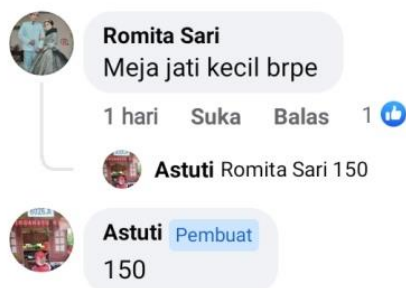 Romita Sari
Meja jati kecil brpe
1 hari Suka Balas 1
Astuti Romita Sari 150
Astuti Pembuat
150